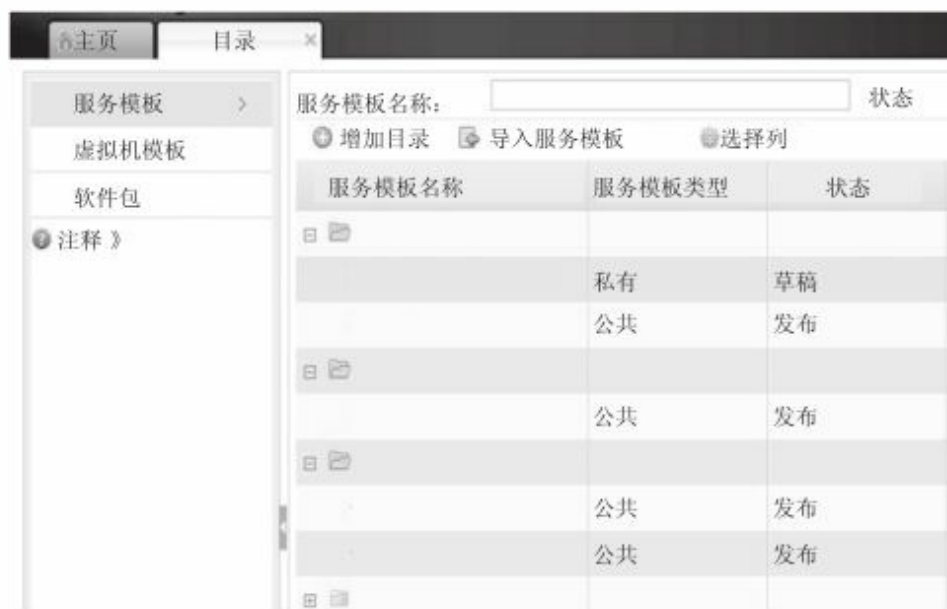 主页 目录 ×
服务模板 >
虚拟机模板
软件包
注释 》
服务模板名称: 状态
增加目录 导入服务模板 选择列
服务模板名称 服务模板类型 状态
私有 草稿
公共 发布
公共 发布
公共 发布
公共 发布